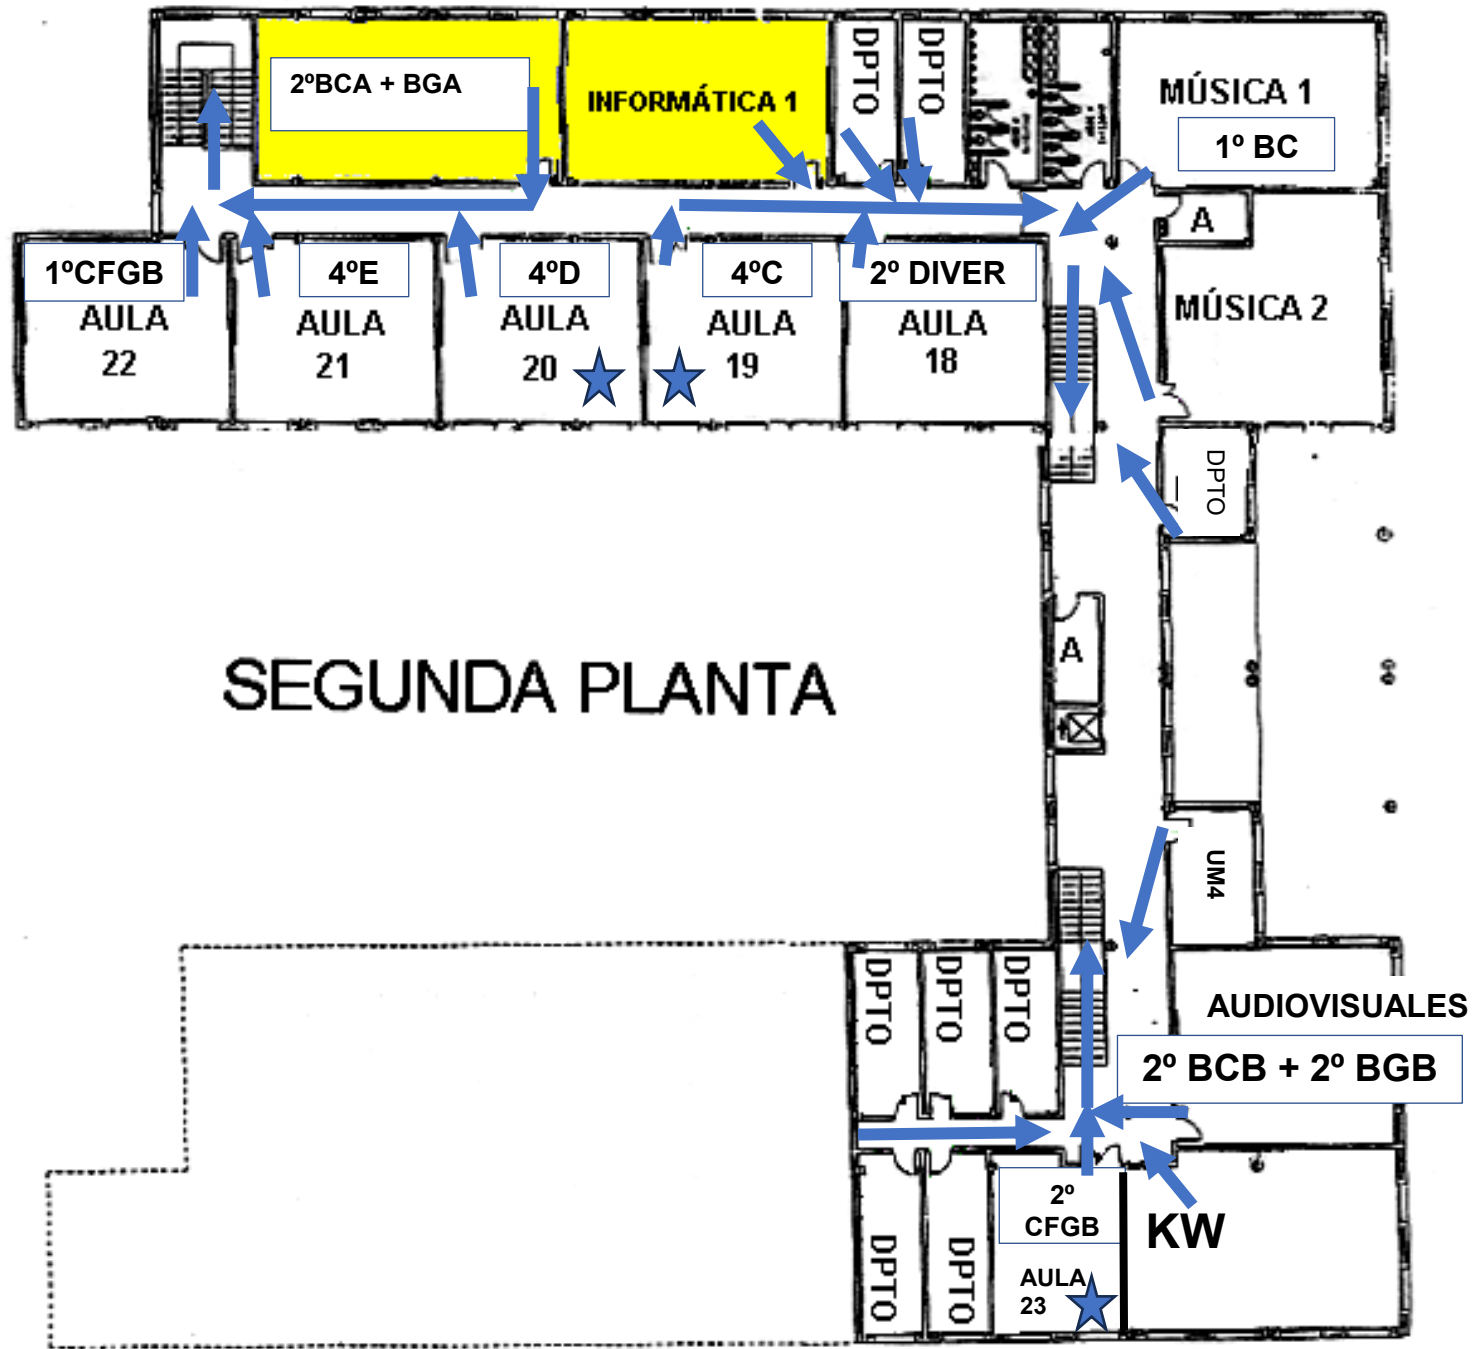 2ºBCA + BGA
INFORMÁTICA 1
DPTO
DPTO
MÚSICA 1
1º BC
A
1ºCFGB
AULA
22
4ºE
AULA
21
4ºD
AULA
20
4ºC
AULA
19
2º DIVER
AULA
18
MÚSICA 2
DPTO
SEGUNDA PLANTA
A
UM4
DPTO
DPTO
DPTO
AUDIOVISUALES
2º BCB + 2º BGB
DPTO
DPTO
2º
CFGB
AULA
23
KW